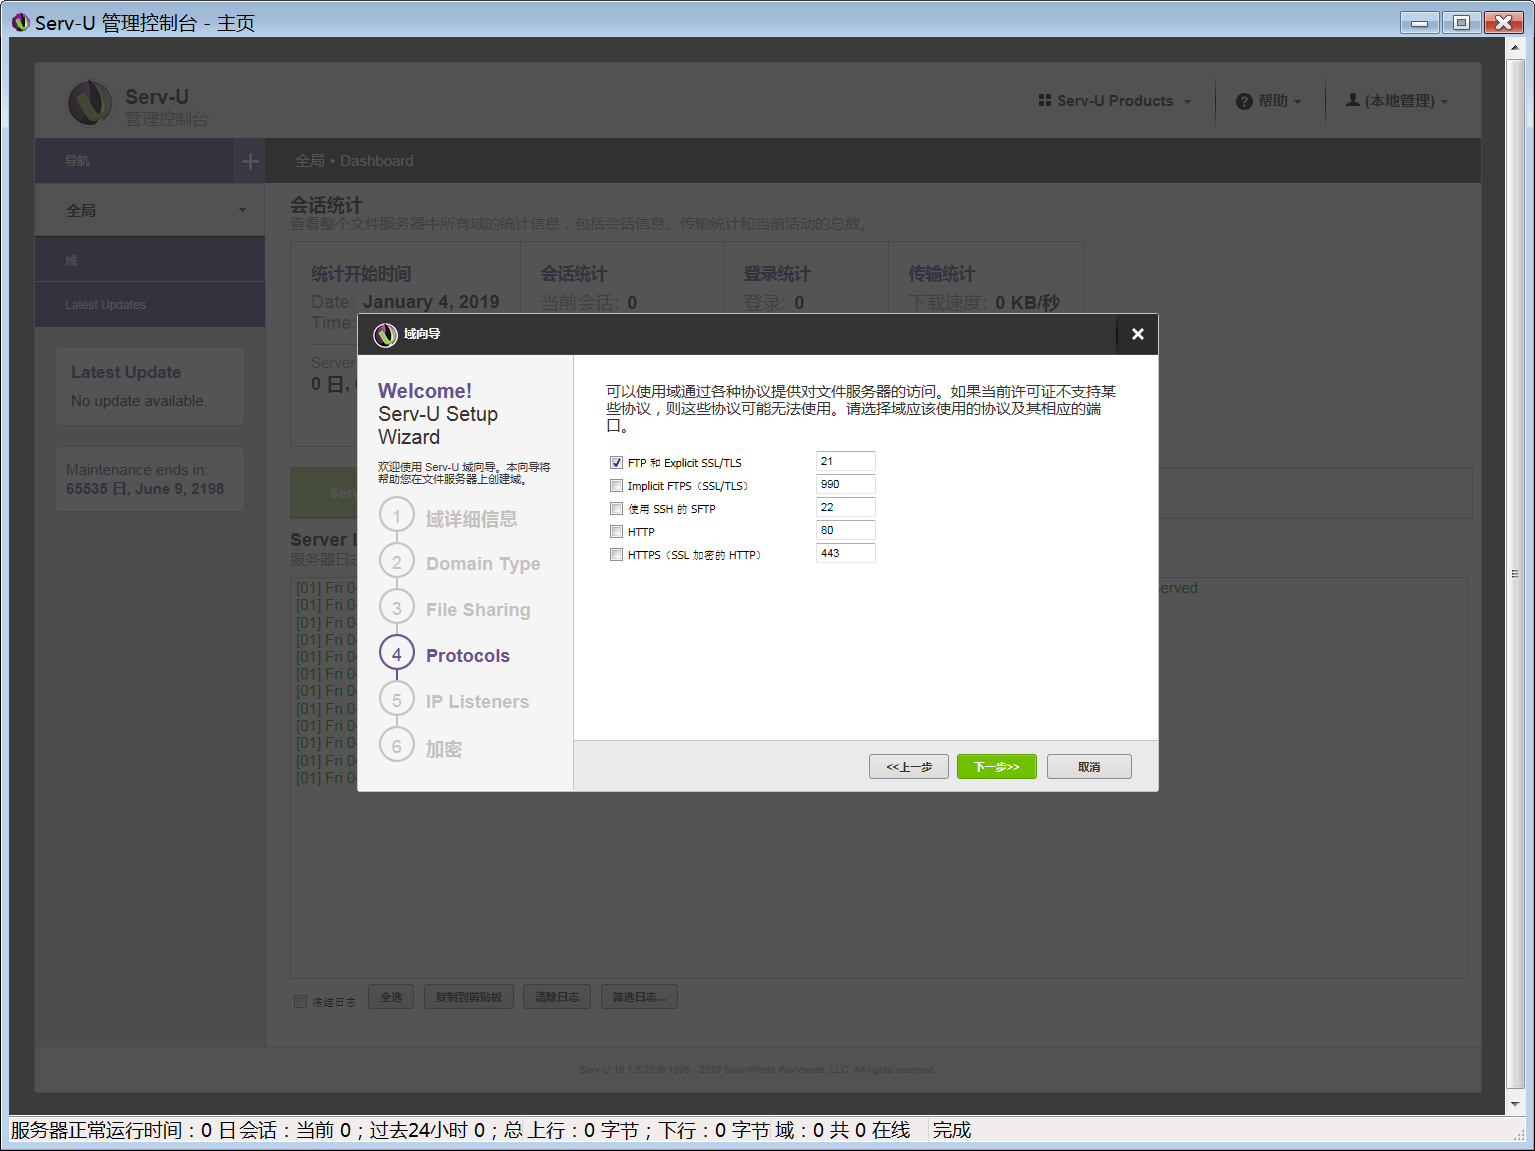 Serv-U 管理控制台 - 主页
Serv-U
管理控制台
Serv-U Products
帮助
(本地管理)
导航
全局 • Dashboard
全局
域
Latest Updates
Latest Update
No update available.
Maintenance ends in:
65535 日, June 9, 2198
会话统计
查看整个文件服务器中所有域的统计信息，包括会话信息、传输统计和当前活动的总数。
统计开始时间
Date: January 4, 2019
Time:
Server
0 日,
会话统计
当前会话: 0
登录统计
登录: 0
传输统计
下载速度: 0 KB/秒
域向导
Welcome!
Serv-U Setup
Wizard
欢迎使用 Serv-U 域向导。本向导将
帮助您在文件服务器上创建域。
1 域详细信息
2 Domain Type
3 File Sharing
4 Protocols
5 IP Listeners
6 加密
可以使用域通过各种协议提供对文件服务器的访问。如果当前许可证不支持某
些协议，则这些协议可能无法使用。请选择域应该使用的协议及其相应的端
口。
FTP 和 Explicit SSL/TLS 21
Implicit FTPS（SSL/TLS） 990
使用 SSH 的 SFTP 22
HTTP 80
HTTPS（SSL 加密的 HTTP） 443
<<上一步
下一步>>
取消
Serv
Server L
服务器日志
[01] Fri 0 erved.
[01] Fri 0
[01] Fri 0
[01] Fri 0
[01] Fri 0
[01] Fri 0
[01] Fri 0
[01] Fri 0
[01] Fri 0
[01] Fri 0
[01] Fri 0
[01] Fri 0
冻结日志
全选
复制到剪贴板
清除日志
筛选日志...
Serv-U 15.1.6.25 © 1995 - 2019 SolarWinds Worldwide, LLC. All rights reserved.
服务器正常运行时间：0 日 会话：当前 0；过去24小时 0；总 上行：0 字节；下行：0 字节 域：0 共 0 在线 完成